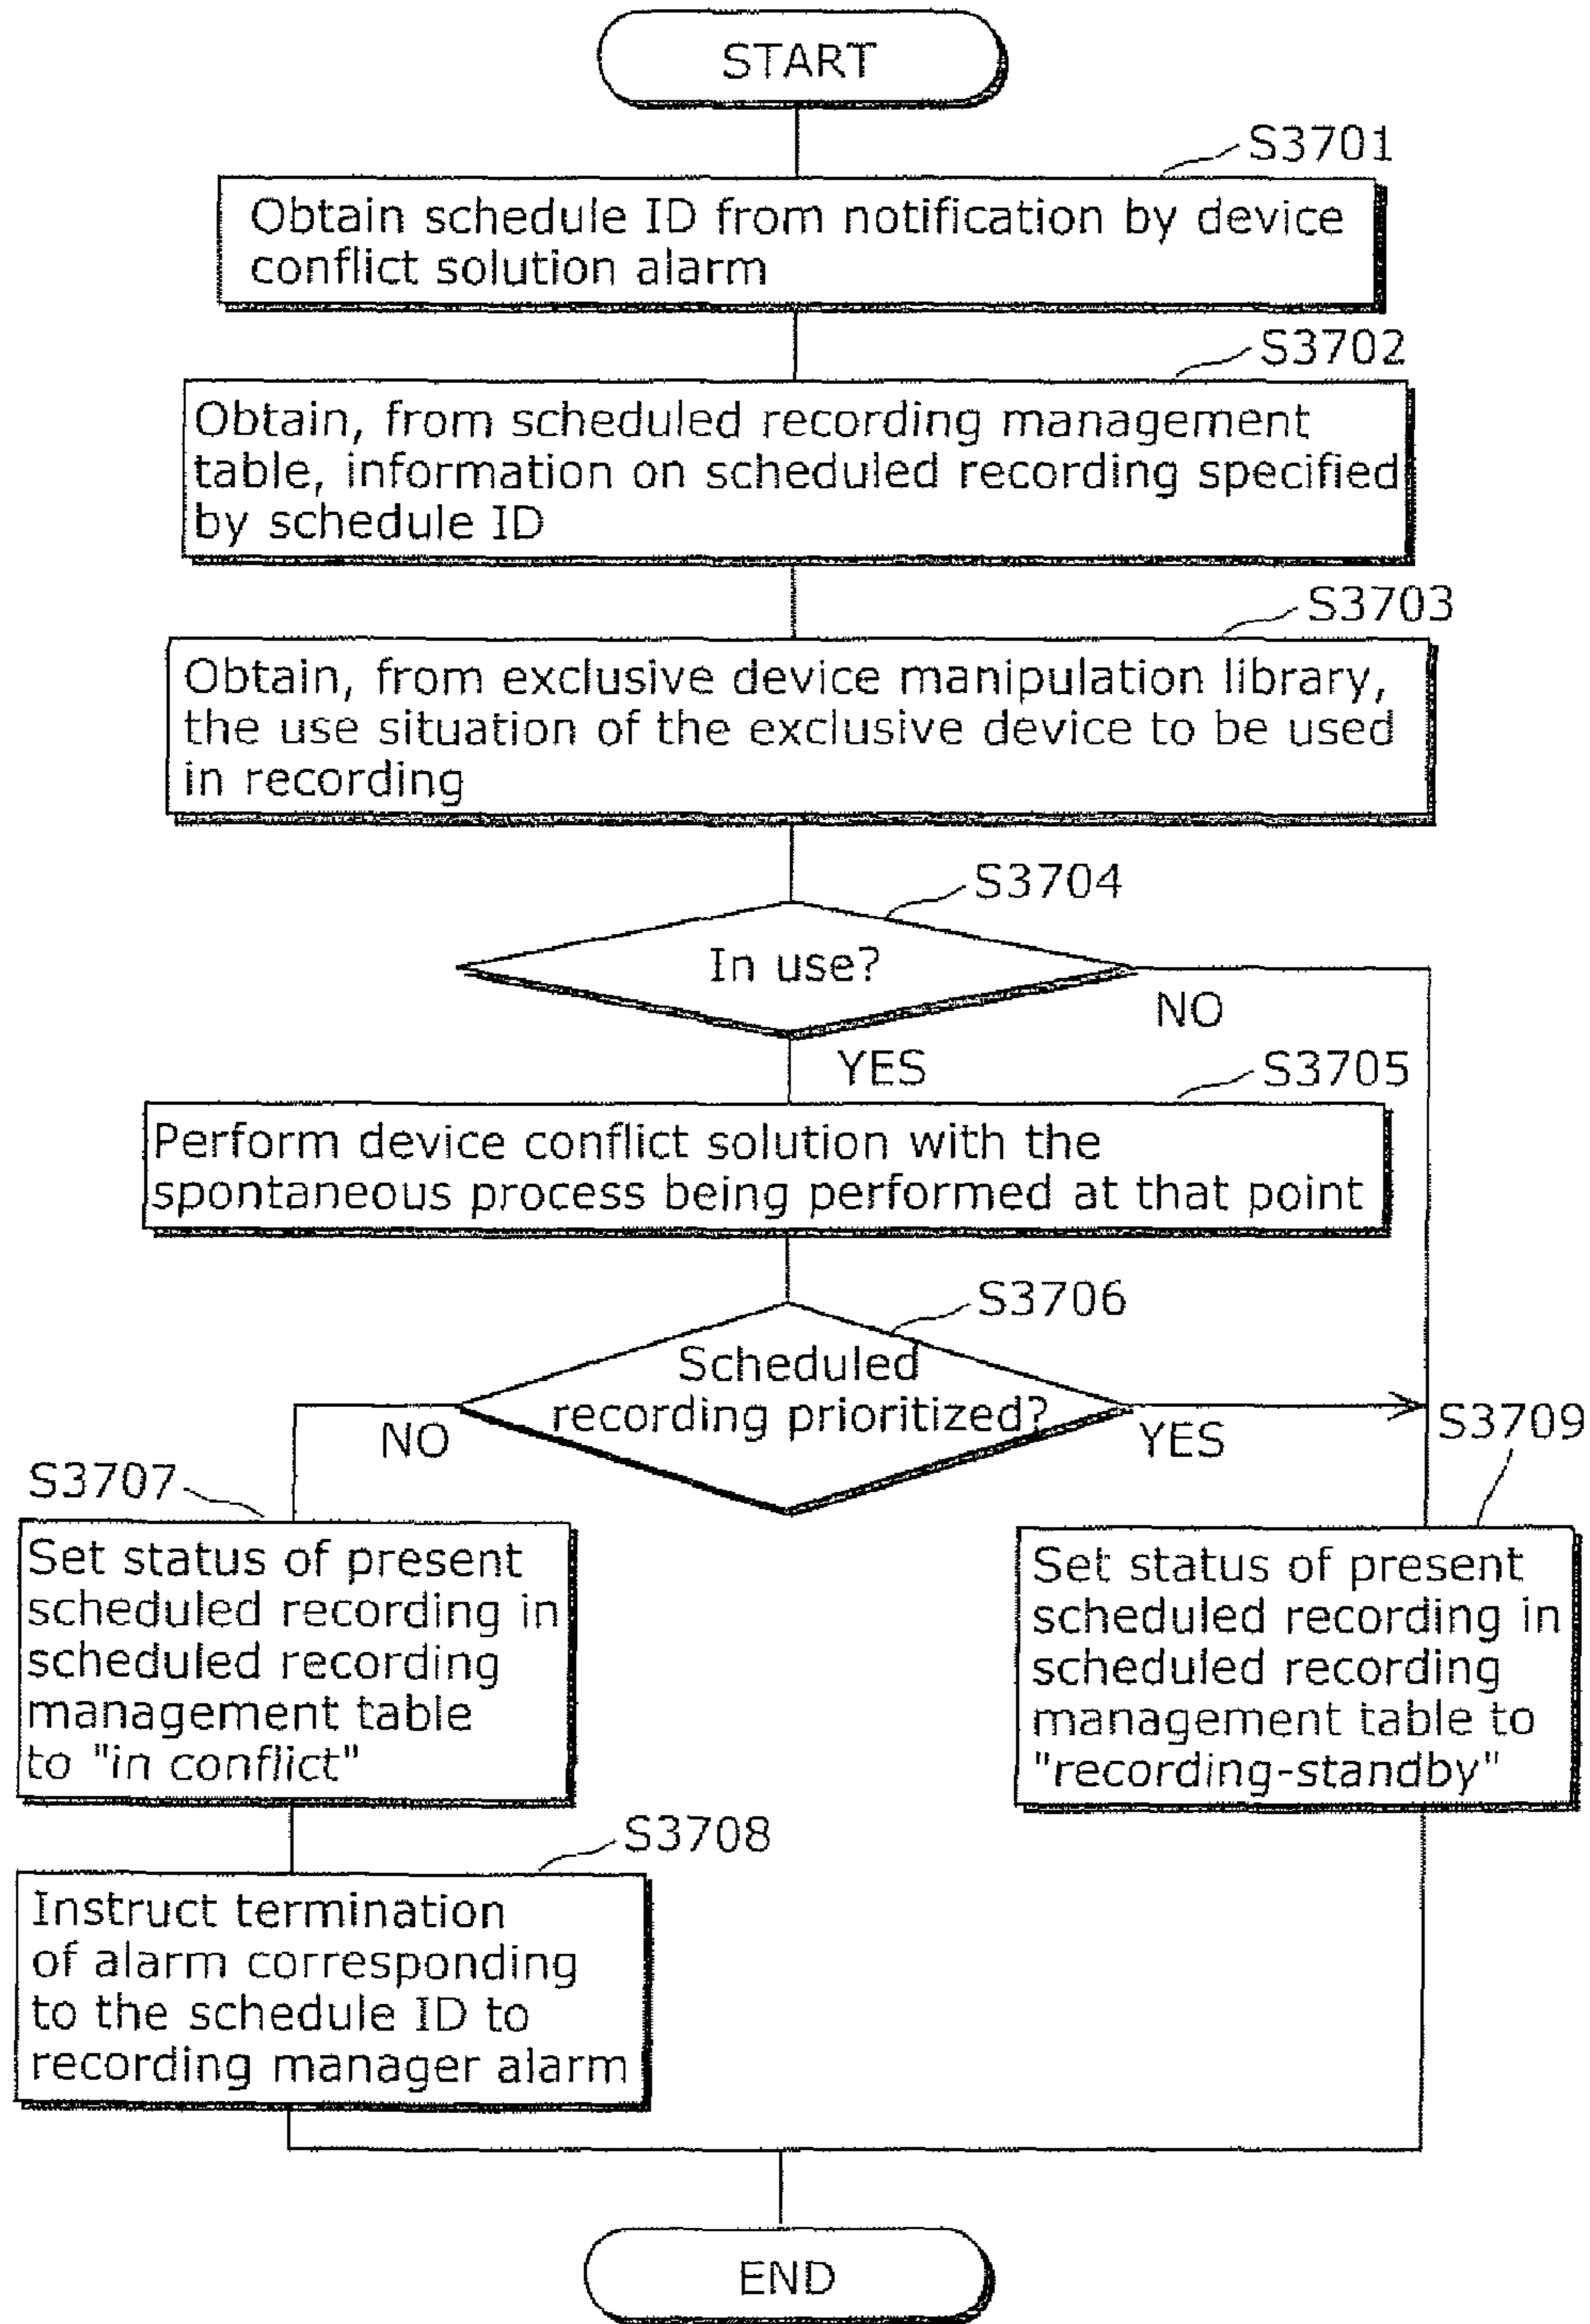 START
S3701
Obtain schedule ID from notification by device
conflict solution alarm
S3702
Obtain, from scheduled recording management
table, information on scheduled recording specified
by schedule ID
S3703
Obtain, from exclusive device manipulation library,
the use situation of the exclusive device to be used
in recording
S3704
In use?
NO
YES
S3705
Perform device conflict solution with the
spontaneous process being performed at that point
S3706
Scheduled
recording prioritized?
NO
YES
S3707
Set status of present
scheduled recording in
scheduled recording
management table
to "in conflict"
S3708
Instruct termination
of alarm corresponding
to the schedule ID to
recording manager alarm
S3709
Set status of present
scheduled recording in
scheduled recording
management table to
"recording-standby"
END